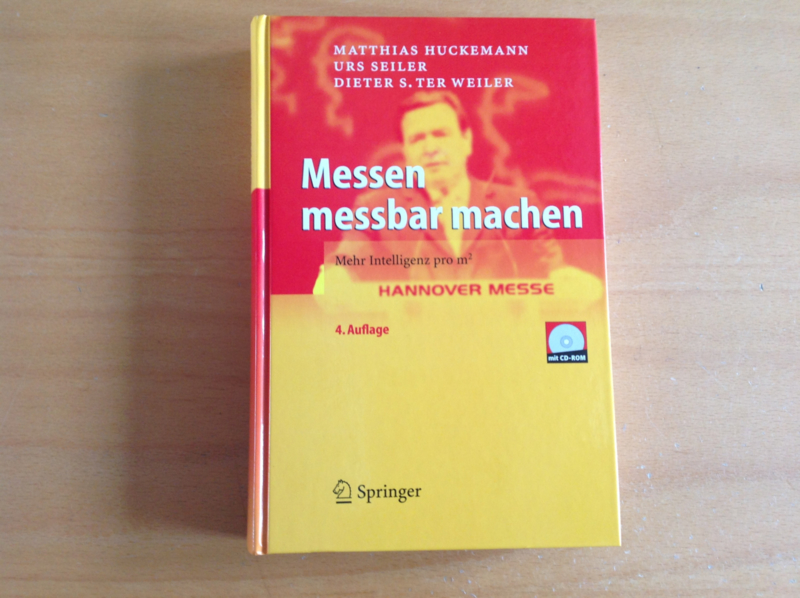 MATTHIAS HUCKEMANN
URS SEILER
DIETER S. TER WEILER
Messen
messbar machen
Mehr Intelligenz pro m²
HANNOVER MESSE
4. Auflage
mit CD-ROM
Springer